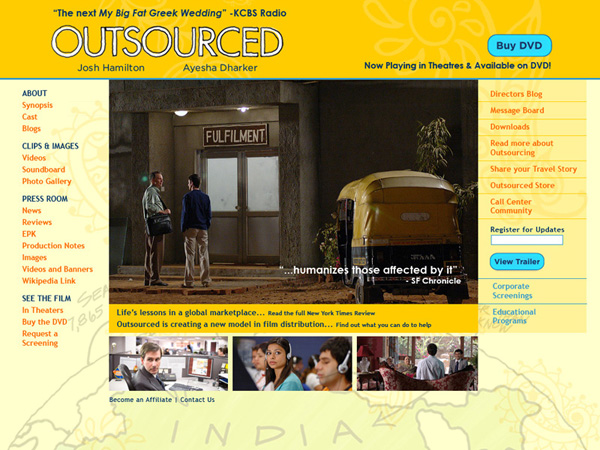 “The next My Big Fat Greek Wedding” -KCBS Radio
OUTSOURCED
Josh Hamilton Ayesha Dharker
Buy DVD
Now Playing in Theatres & Available on DVD!
ABOUT
Synopsis
Cast
Blogs
CLIPS & IMAGES
Videos
Soundboard
Photo Gallery
PRESS ROOM
News
Reviews
EPK
Production Notes
Images
Videos and Banners
Wikipedia Link
SEE THE FILM
In Theaters
Buy the DVD
Request a
Screening
FULFILMENT
“...humanizes those affected by it”
- SF Chronicle
Life’s lessons in a global marketplace... Read the full New York Times Review
Outsourced is creating a new model in film distribution... Find out what you can do to help
Directors Blog
Message Board
Downloads
Read more about
Outsourcing
Share your Travel Story
Outsourced Store
Call Center
Community
Register for Updates
View Trailer
Corporate
Screenings
Educational
Programs
Become an Affiliate | Contact Us
INDIA